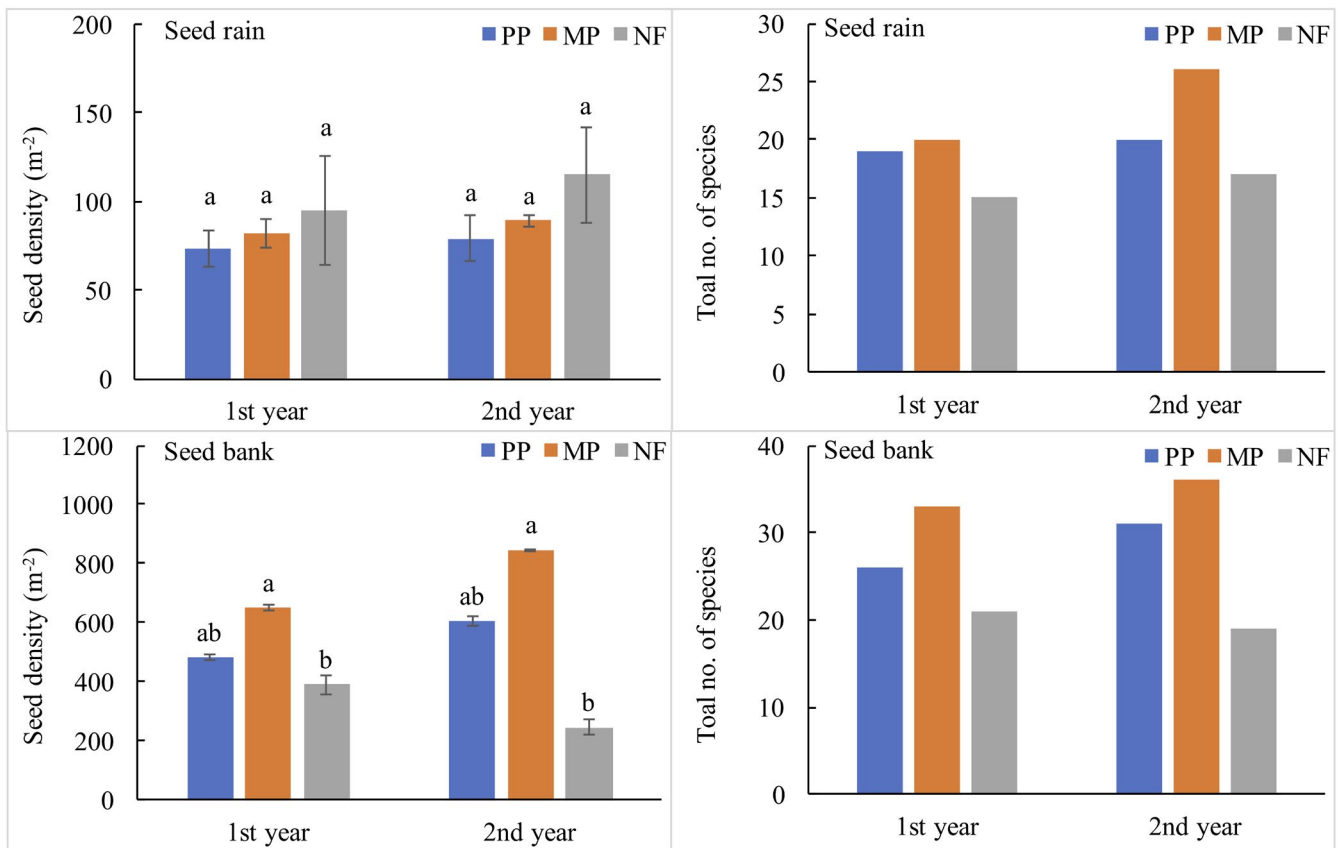 Seed rain
PP MP NF
Seed density (m-2)
200
150
100
50
0
a a a
a a a
1st year 2nd year
Seed rain
PP MP NF
Toal no. of species
30
25
20
15
10
5
0
1st year 2nd year
Seed bank
PP MP NF
Seed density (m-2)
1200
1000
800
600
400
200
0
ab a b
ab a b
1st year 2nd year
Seed bank
PP MP NF
Toal no. of species
40
30
20
10
0
1st year 2nd year